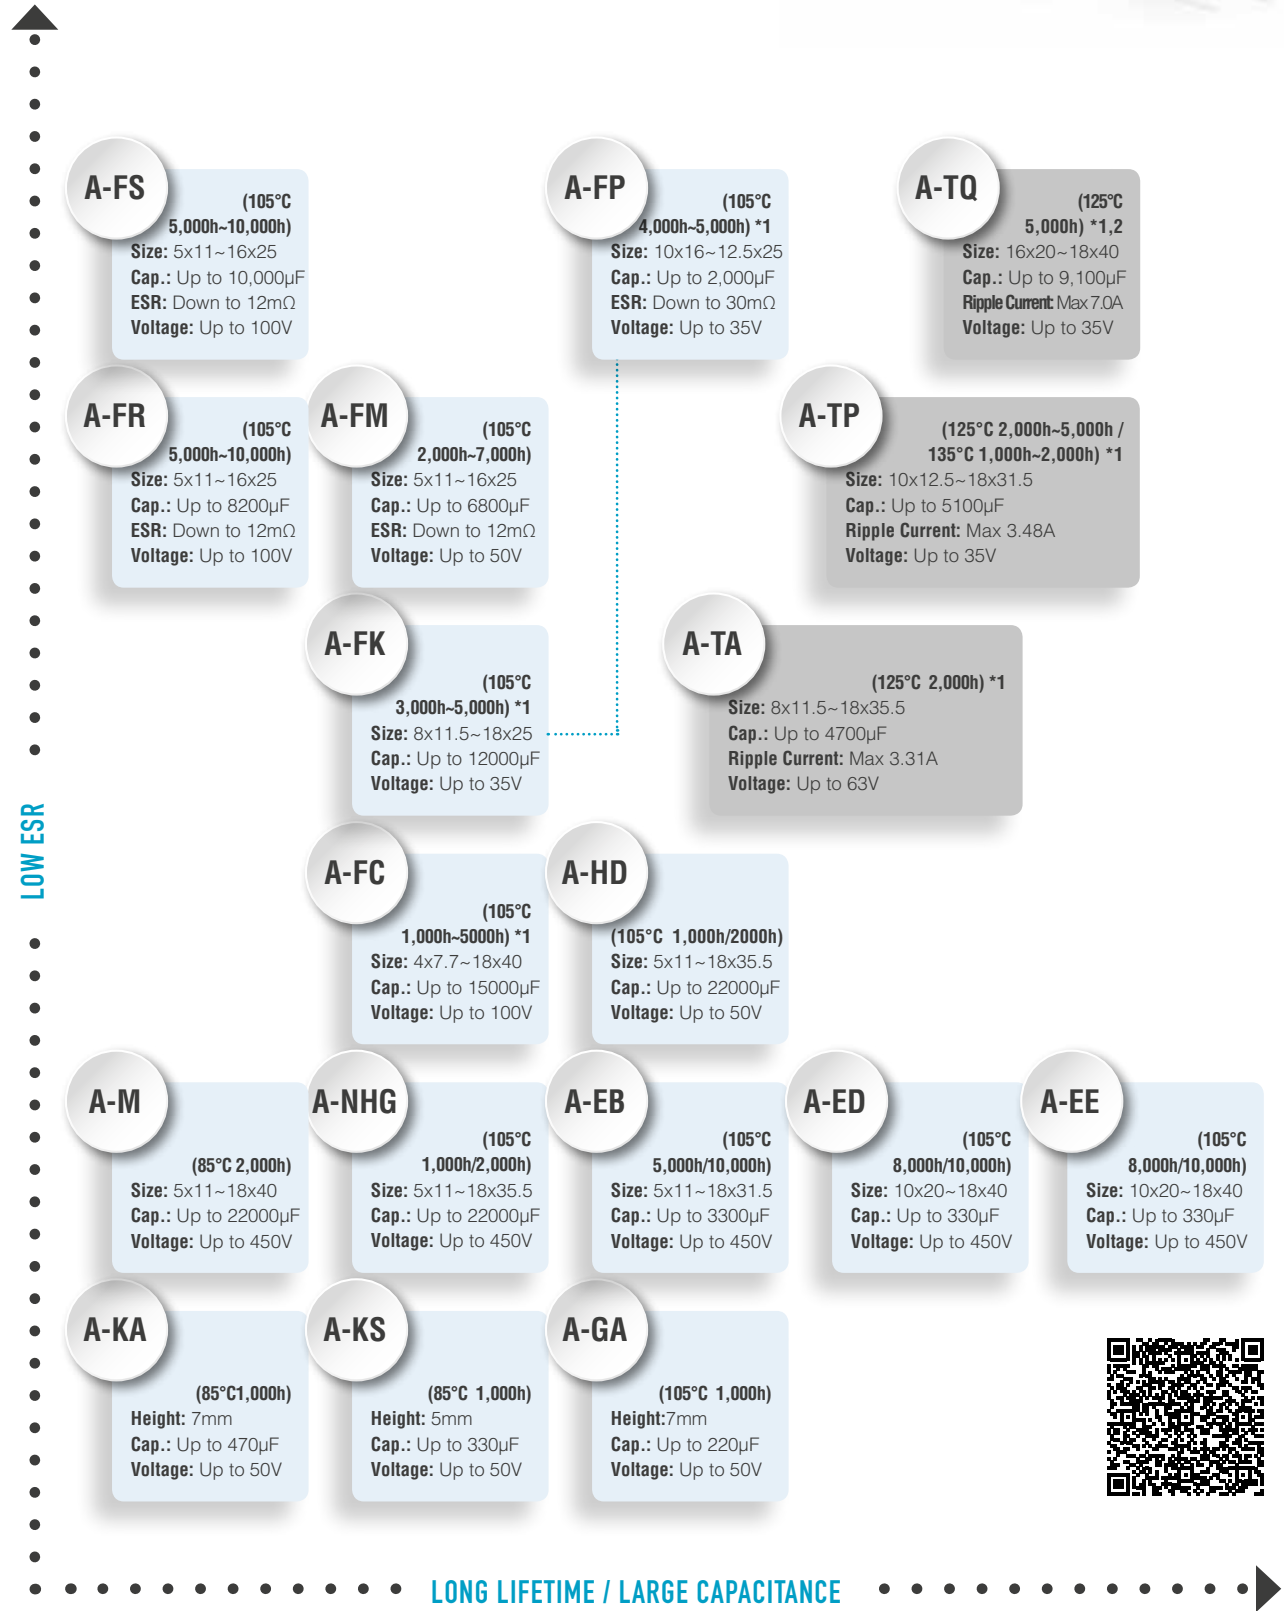 A-FS
(105°C
5,000h~10,000h)
Size: 5x11~16x25
Cap.: Up to 10,000µF
ESR: Down to 12mΩ
Voltage: Up to 100V
A-FP
(105°C
4,000h~5,000h) *1
Size: 10x16~12.5x25
Cap.: Up to 2,000µF
ESR: Down to 30mΩ
Voltage: Up to 35V
A-TQ
(125°C
5,000h) *1,2
Size: 16x20~18x40
Cap.: Up to 9,100µF
Ripple Current: Max 7.0A
Voltage: Up to 35V
A-FR
(105°C
5,000h~10,000h)
Size: 5x11~16x25
Cap.: Up to 8200µF
ESR: Down to 12mΩ
Voltage: Up to 100V
A-FM
(105°C
2,000h~7,000h)
Size: 5x11~16x25
Cap.: Up to 6800µF
ESR: Down to 12mΩ
Voltage: Up to 50V
A-TP
(125°C 2,000h~5,000h /
135°C 1,000h~2,000h) *1
Size: 10x12.5~18x31.5
Cap.: Up to 5100µF
Ripple Current: Max 3.48A
Voltage: Up to 35V
A-FK
(105°C
3,000h~5,000h) *1
Size: 8x11.5~18x25
Cap.: Up to 12000µF
Voltage: Up to 35V
A-TA
(125°C 2,000h) *1
Size: 8x11.5~18x35.5
Cap.: Up to 4700µF
Ripple Current: Max 3.31A
Voltage: Up to 63V
LOW ESR
A-FC
(105°C
1,000h~5000h) *1
Size: 4x7.7~18x40
Cap.: Up to 15000µF
Voltage: Up to 100V
A-HD
(105°C 1,000h/2000h)
Size: 5x11~18x35.5
Cap.: Up to 22000µF
Voltage: Up to 50V
A-M
(85°C 2,000h)
Size: 5x11~18x40
Cap.: Up to 22000µF
Voltage: Up to 450V
A-NHG
(105°C
1,000h/2,000h)
Size: 5x11~18x35.5
Cap.: Up to 22000µF
Voltage: Up to 450V
A-EB
(105°C
5,000h/10,000h)
Size: 5x11~18x31.5
Cap.: Up to 3300µF
Voltage: Up to 450V
A-ED
(105°C
8,000h/10,000h)
Size: 10x20~18x40
Cap.: Up to 330µF
Voltage: Up to 450V
A-EE
(105°C
8,000h/10,000h)
Size: 10x20~18x40
Cap.: Up to 330µF
Voltage: Up to 450V
A-KA
(85°C1,000h)
Height: 7mm
Cap.: Up to 470µF
Voltage: Up to 50V
A-KS
(85°C 1,000h)
Height: 5mm
Cap.: Up to 330µF
Voltage: Up to 50V
A-GA
(105°C 1,000h)
Height:7mm
Cap.: Up to 220µF
Voltage: Up to 50V
LONG LIFETIME / LARGE CAPACITANCE